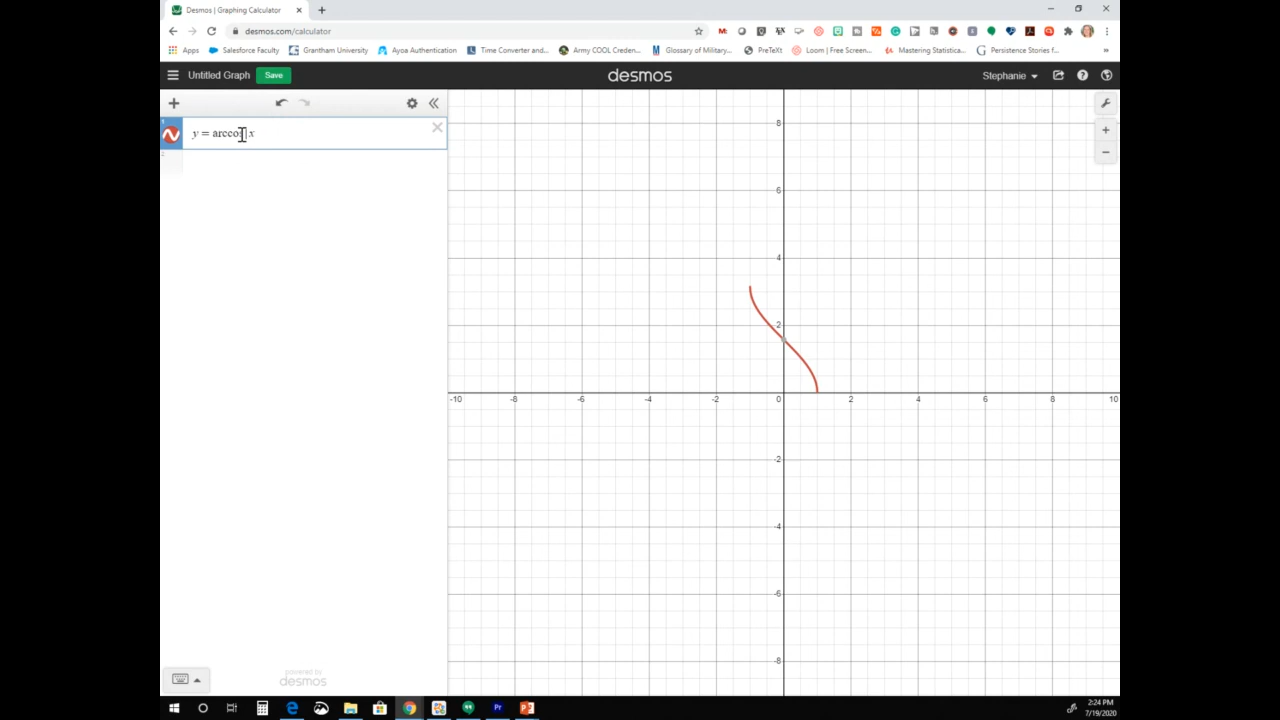 Desmos | Graphing Calculator
desmos.com/calculator
Apps Salesforce Faculty Grantham University Ayoa Authentication Time Converter and... Army COOL Creden... Glossary of Military... PreTeXt Loom | Free Screen... Mastering Statistica... Persistence Stories f...
Untitled Graph Save desmos Stephanie
1
y = arccos x
2
8
6
4
2
-10 -8 -6 -4 -2 0 2 4 6 8 10
-2
-4
-6
-8
powered by
desmos
2:24 PM
7/19/2020